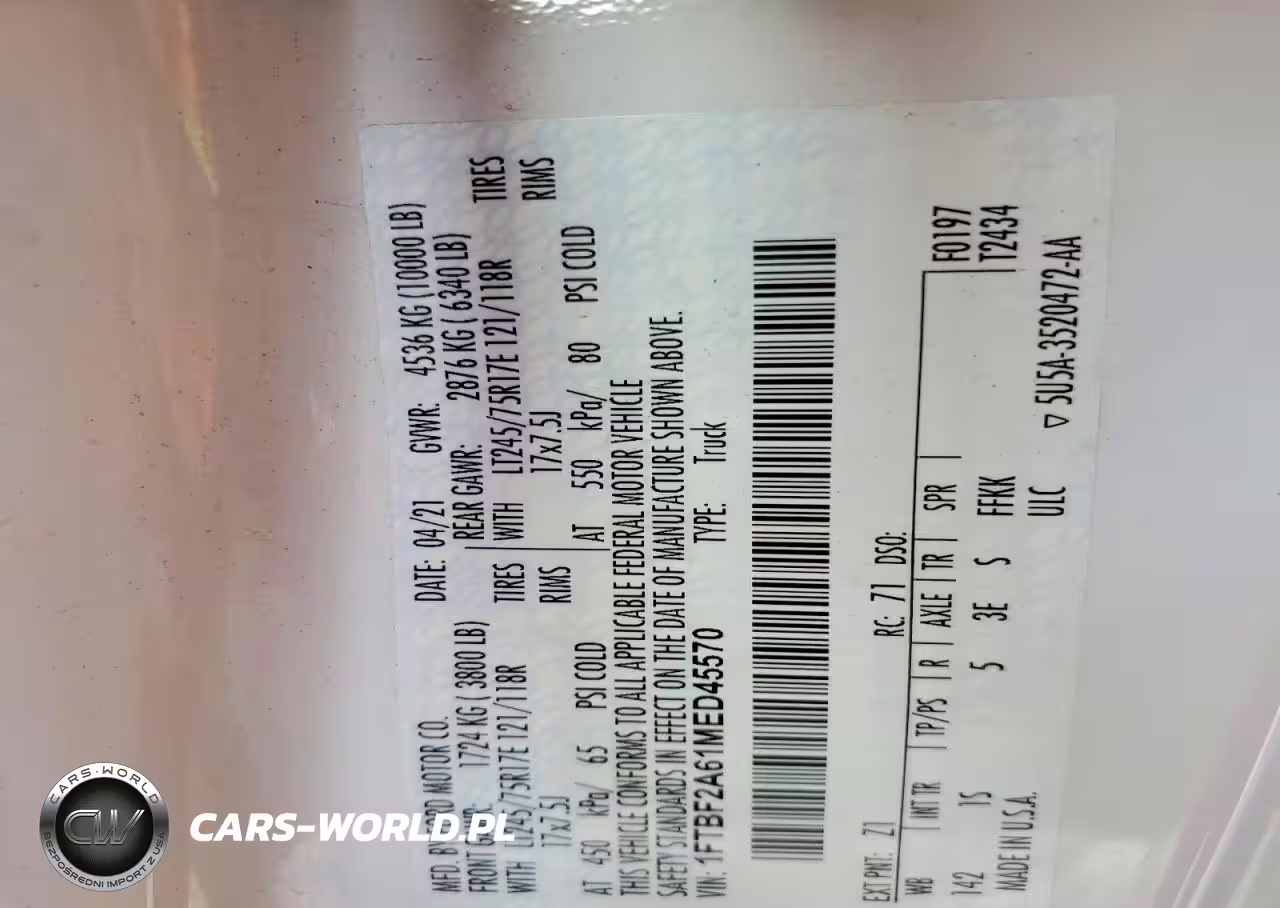 MFD. BY FORD MOTOR CO.
DATE: 04/21 GVWR: 4536 KG (10000 LB)
FRONT GAWR: 1724 KG ( 3800 LB)
REAR GAWR: 2876 KG ( 6340 LB)
WITH LT245/75R17E 121/118R TIRES
WITH LT245/75R17E 121/118R TIRES
17x7.5J RIMS
17x7.5J RIMS
AT 450 kPa/ 65 PSI COLD
AT 550 kPa/ 80 PSI COLD
THIS VEHICLE CONFORMS TO ALL APPLICABLE FEDERAL MOTOR VEHICLE
SAFETY STANDARDS IN EFFECT ON THE DATE OF MANUFACTURE SHOWN ABOVE.
VIN: 1FTBF2A61MED45570 TYPE: Truck
F0197
T2434
EXT PNT: Z1 RC: 71 DSO:
WB INT TR TP/PS R AXLE TR SPR
142 1S 5 3E S FFKK
ULC
MADE IN U.S.A.
▽ 5U5A-3520472-AA
CARS-WORLD
CW
BEZPOŚREDNI IMPORT Z USA
CARS-WORLD.PL